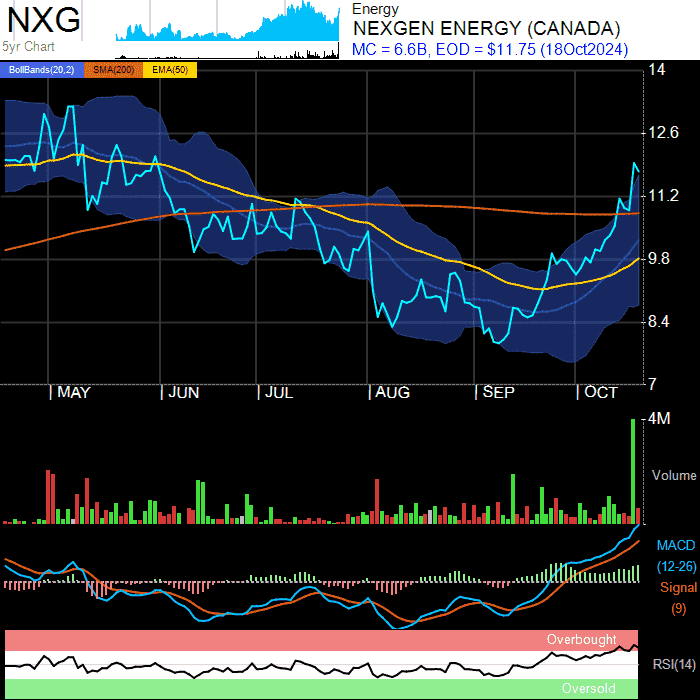 NXG
5yr Chart
Energy
NEXGEN ENERGY (CANADA)
MC = 6.6B, EOD = $11.75 (18Oct2024)
BollBands(20,2) SMA(200) EMA(50)
14
12.6
11.2
9.8
8.4
7
MAY JUN JUL AUG SEP OCT
4M
Volume
MACD
(12-26)
Signal
(9)
Overbought
RSI(14)
Oversold